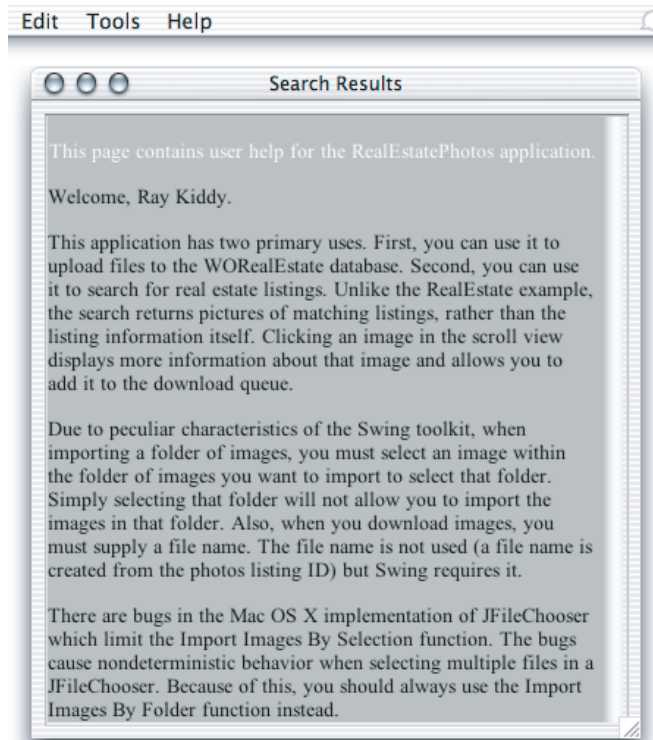 Edit Tools Help
Search Results
This page contains user help for the RealEstatePhotos application.
Welcome, Ray Kiddy.
This application has two primary uses. First, you can use it to
upload files to the WORealEstate database. Second, you can use
it to search for real estate listings. Unlike the RealEstate example,
the search returns pictures of matching listings, rather than the
listing information itself. Clicking an image in the scroll view
displays more information about that image and allows you to
add it to the download queue.
Due to peculiar characteristics of the Swing toolkit, when
importing a folder of images, you must select an image within
the folder of images you want to import to select that folder.
Simply selecting that folder will not allow you to import the
images in that folder. Also, when you download images, you
must supply a file name. The file name is not used (a file name is
created from the photos listing ID) but Swing requires it.
There are bugs in the Mac OS X implementation of JFileChooser
which limit the Import Images By Selection function. The bugs
cause nondeterministic behavior when selecting multiple files in a
JFileChooser. Because of this, you should always use the Import
Images By Folder function instead.